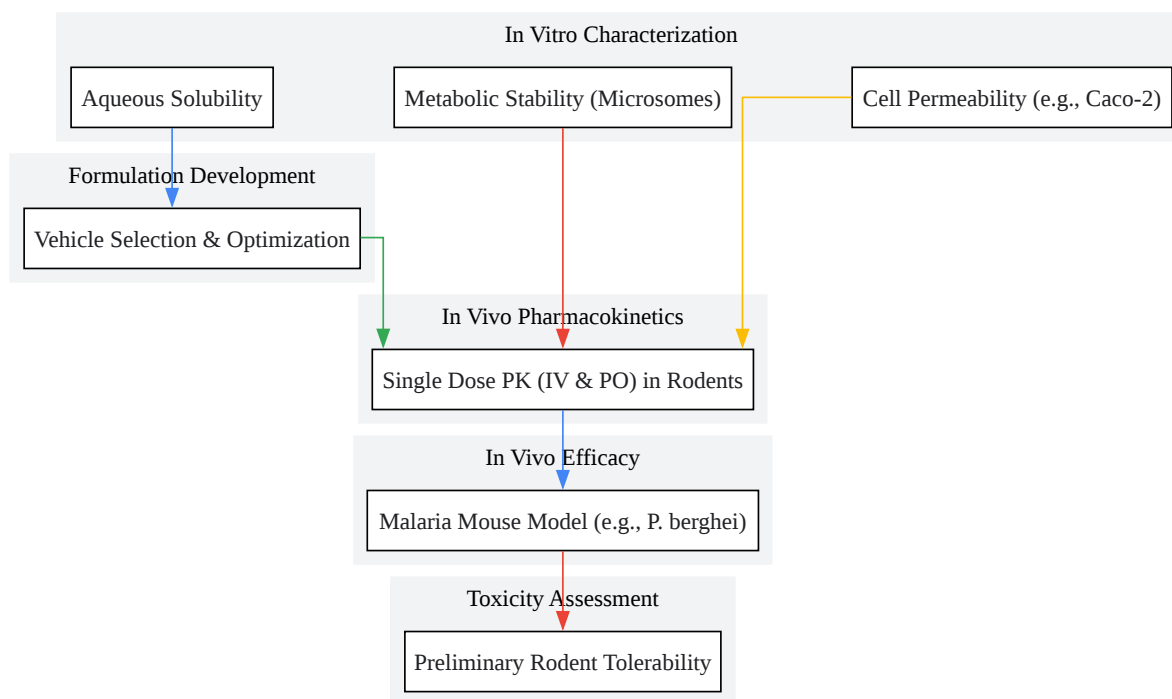 In Vitro Characterization
Aqueous Solubility
Metabolic Stability (Microsomes)
Cell Permeability (e.g., Caco-2)
Formulation Development
Vehicle Selection & Optimization
In Vivo Pharmacokinetics
Single Dose PK (IV & PO) in Rodents
In Vivo Efficacy
Malaria Mouse Model (e.g., P. berghei)
Toxicity Assessment
Preliminary Rodent Tolerability